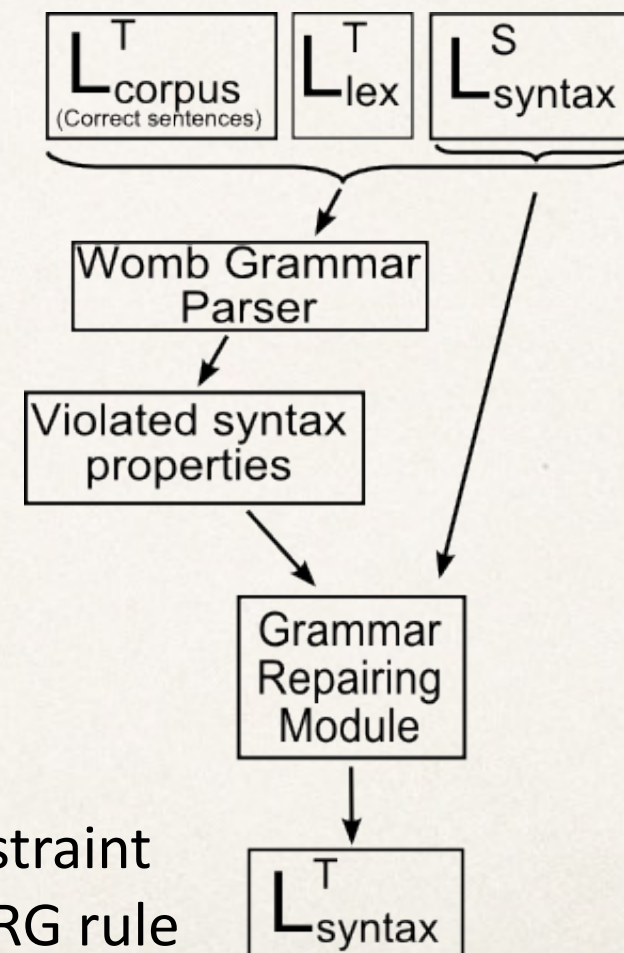 L T corpus
(Correct sentences)
L T lex
L S syntax
Womb Grammar
Parser
Violated syntax
properties
Grammar
Repairing
Module
straint
RG rule
L T syntax